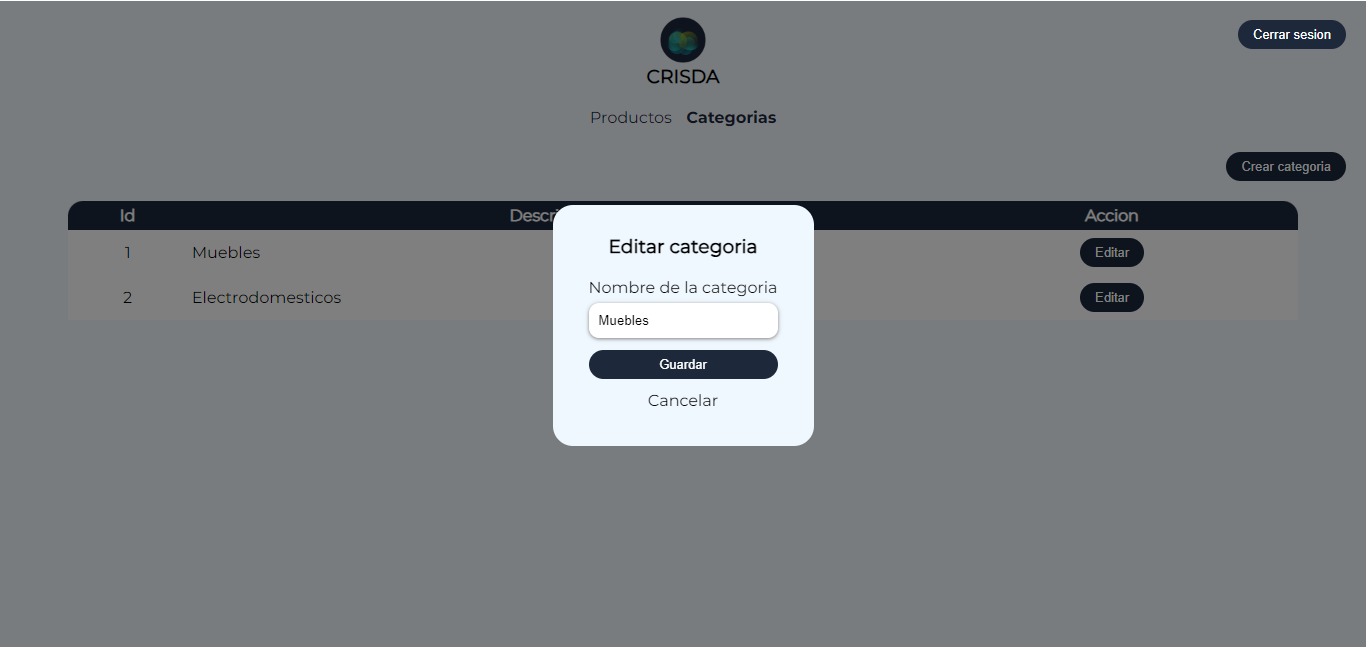 Cerrar sesion
CRISDA
Productos Categorias
Crear categoria
Id Descri Accion
1 Muebles Editar
2 Electrodomesticos Editar
Editar categoria
Nombre de la categoria
Muebles
Guardar
Cancelar